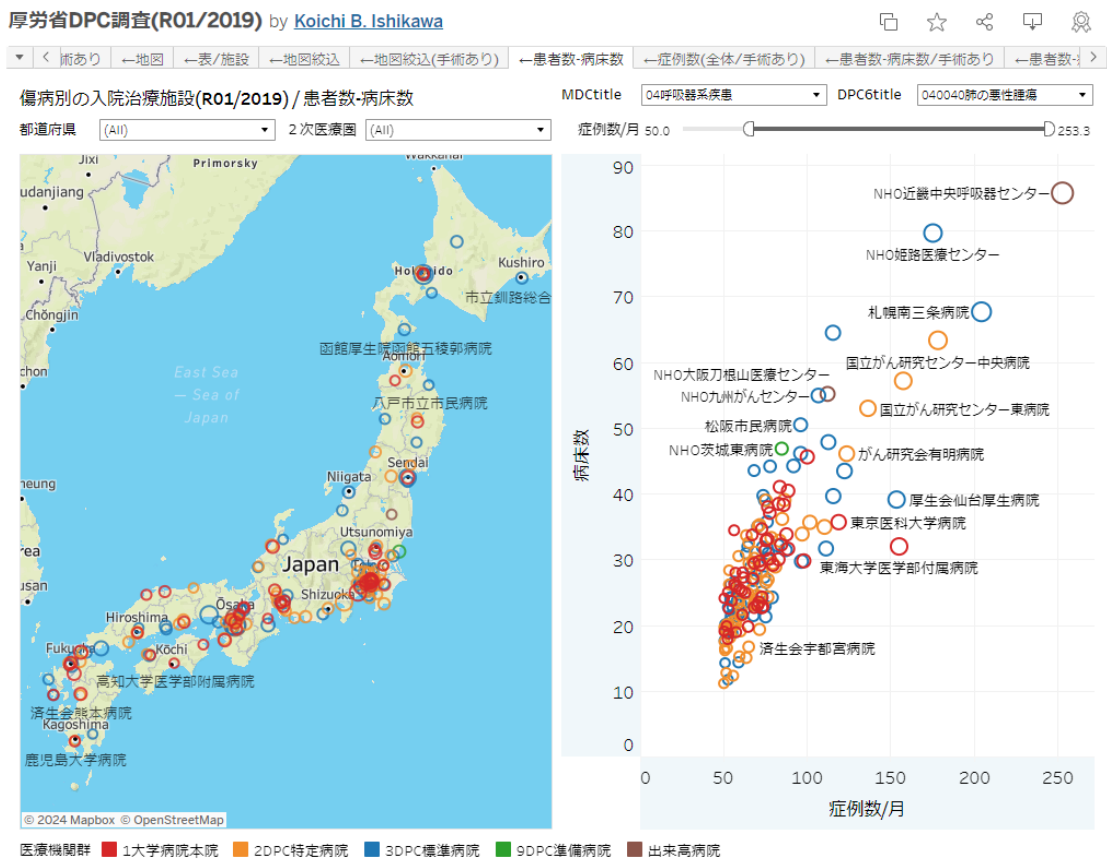 厚労省DPC調査(R01/2019) by Koichi B. Ishikawa
術あり) ←地図 ←表/施設 ←地図絞込 ←地図絞込(手術あり) ←患者数-病床数 ←症例数(全体/手術あり) ←患者数-病床数/手術あり ←患者数-
傷病別の入院治療施設(R01/2019) / 患者数-病床数
MDCtitle 04呼吸器系疾患 DPC6title 040040肺の悪性腫瘍
都道府県 (All) 2次医療圏 (All)
症例数/月 50.0 253.3
Wakkanai
Jixi
Primorsky
udanjiang
Vladivostok
Yanji
Chŏngjin
Hokkaido
Kushiro
市立釧路総合
函館厚生院函館五稜郭病院
Aomori
East Sea
— Sea of
Japan
chon
八戸市立市民病院
Sendai
Niigata
heung
Utsunomiya
rea
Japan
usan
Shizuoka
Ōsaka
Hiroshima
Fukuoka
Kōchi
高知大学医学部附属病院
済生会熊本病院
Kagoshima
鹿児島大学病院
© 2024 Mapbox © OpenStreetMap
病床数
90
80
70
60
50
40
30
20
10
0
NHO近畿中央呼吸器センター
NHO姫路医療センター
札幌南三条病院
国立がん研究センター中央病院
NHO大阪刀根山医療センター
NHO九州がんセンター
国立がん研究センター東病院
松阪市民病院
NHO茨城東病院
がん研究会有明病院
厚生会仙台厚生病院
東京医科大学病院
東海大学医学部付属病院
済生会宇都宮病院
0 50 100 150 200 250
症例数/月
医療機関群 1大学病院本院 2DPC特定病院 3DPC標準病院 9DPC準備病院 出来高病院